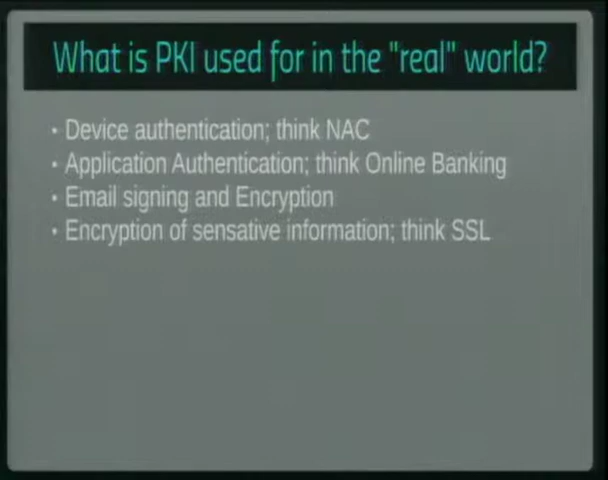 What is PKI used for in the "real" world?
• Device authentication; think NAC
• Application Authentication; think Online Banking
• Email signing and Encryption
• Encryption of sensative information; think SSL